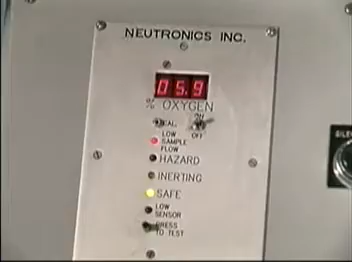 NEUTRONICS INC.
05.9
% OXYGEN
CAL.
ON
OFF
LOW
SAMPLE
FLOW
HAZARD
INERTING
SAFE
LOW
SENSOR
PRESS
TO TEST